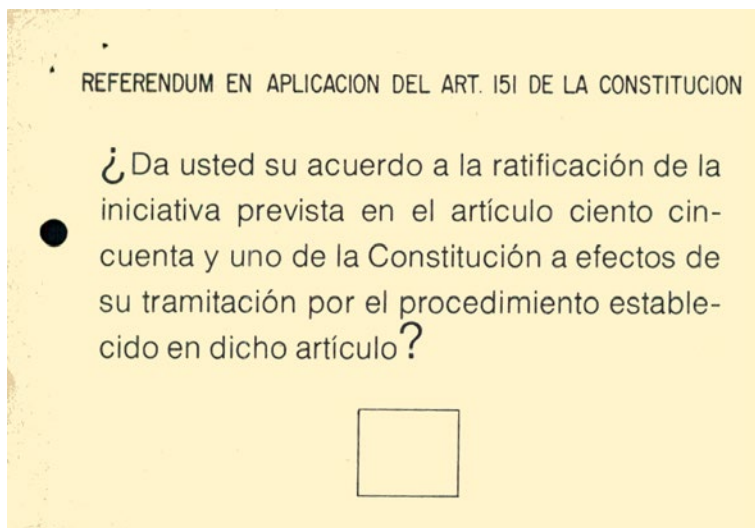 REFERENDUM EN APLICACION DEL ART. 151 DE LA CONSTITUCION
¿Da usted su acuerdo a la ratificación de la
iniciativa prevista en el artículo ciento cin-
cuenta y uno de la Constitución a efectos de
su tramitación por el procedimiento estable-
cido en dicho artículo?